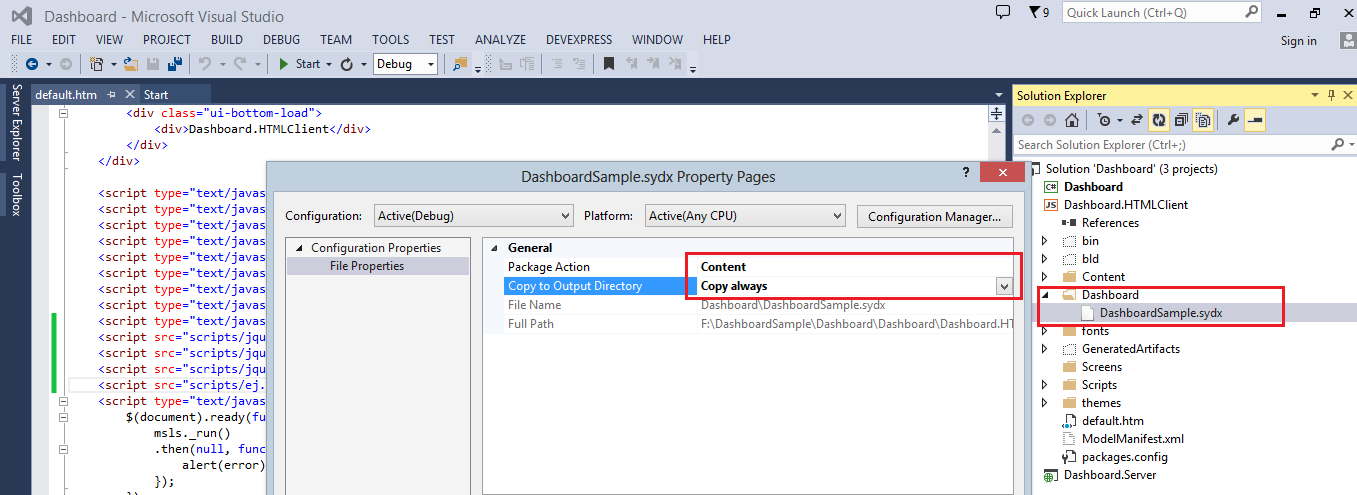 Dashboard - Microsoft Visual Studio
9
Quick Launch (Ctrl+Q)
FILE EDIT VIEW PROJECT BUILD DEBUG TEAM TOOLS TEST ANALYZE DEVEXPRESS WINDOW HELP
Sign in
Start
Debug
Server Explorer
Toolbox
default.htm
Start
<div class="ui-bottom-load">
<div>Dashboard.HTMLClient</div>
</div>
</div>
<script type="text/javas
<script type="text/javas
<script type="text/javas
<script type="text/javas
<script type="text/javas
<script type="text/javas
<script type="text/javas
<script type="text/javas
<script type="text/javas
<script src="scripts/jqu
<script src="scripts/jqu
<script src="scripts/jqu
<script src="scripts/ej.
<script type="text/javas
$(document).ready(fu
msls._run()
.then(null, func
alert(error)
});
DashboardSample.sydx Property Pages
?
Configuration: Active(Debug) Platform: Active(Any CPU) Configuration Manager...
Configuration Properties
File Properties
General
Package Action Content
Copy to Output Directory Copy always
File Name Dashboard\DashboardSample.sydx
Full Path F:\DashboardSample\Dashboard\Dashboard\Dashboard.HT
Solution Explorer
Search Solution Explorer (Ctrl+;)
Solution 'Dashboard' (3 projects)
C# Dashboard
JS Dashboard.HTMLClient
References
bin
bld
Content
Dashboard
DashboardSample.sydx
fonts
GeneratedArtifacts
Screens
Scripts
themes
default.htm
ModelManifest.xml
packages.config
Dashboard.Server